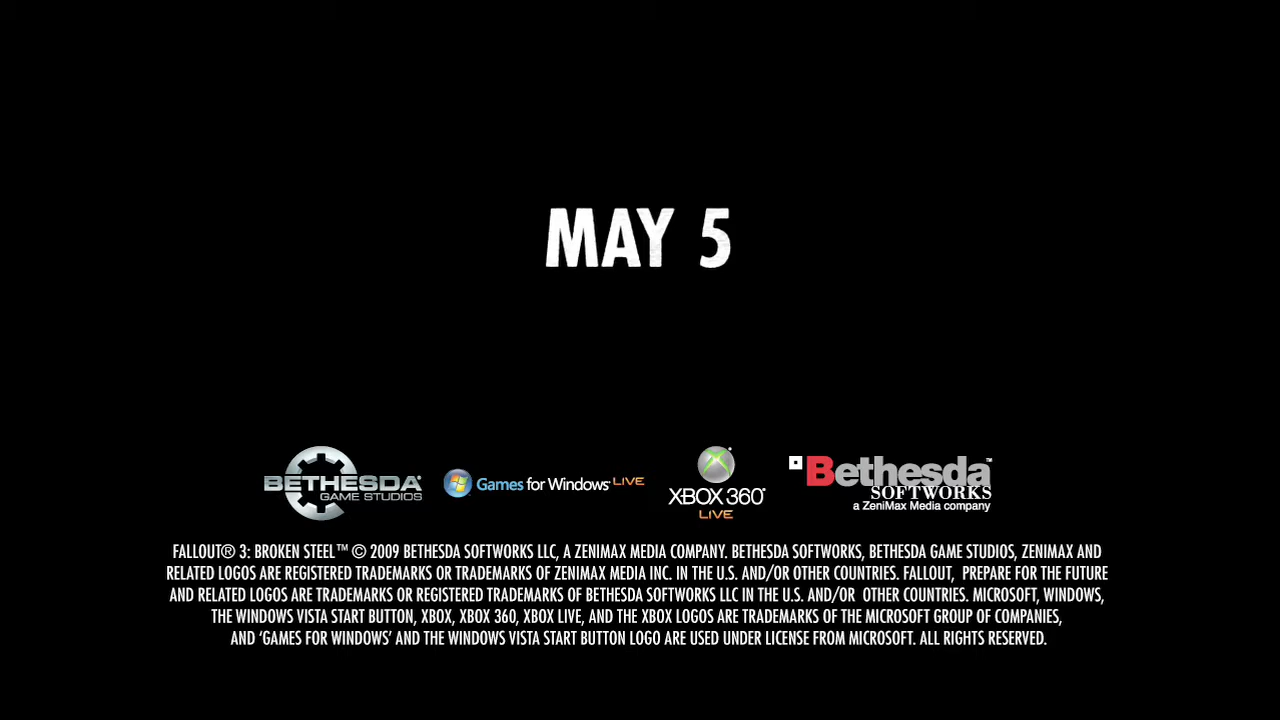 MAY 5
BETHESDA®
GAME STUDIOS
Games for Windows® LIVE
XBOX 360®
LIVE
Bethesda™
SOFTWORKS
a ZeniMax Media company
FALLOUT® 3: BROKEN STEEL™ © 2009 BETHESDA SOFTWORKS LLC, A ZENIMAX MEDIA COMPANY. BETHESDA SOFTWORKS, BETHESDA GAME STUDIOS, ZENIMAX AND
RELATED LOGOS ARE REGISTERED TRADEMARKS OR TRADEMARKS OF ZENIMAX MEDIA INC. IN THE U.S. AND/OR OTHER COUNTRIES. FALLOUT, PREPARE FOR THE FUTURE
AND RELATED LOGOS ARE TRADEMARKS OR REGISTERED TRADEMARKS OF BETHESDA SOFTWORKS LLC IN THE U.S. AND/OR OTHER COUNTRIES. MICROSOFT, WINDOWS,
THE WINDOWS VISTA START BUTTON, XBOX, XBOX 360, XBOX LIVE, AND THE XBOX LOGOS ARE TRADEMARKS OF THE MICROSOFT GROUP OF COMPANIES,
AND ‘GAMES FOR WINDOWS’ AND THE WINDOWS VISTA START BUTTON LOGO ARE USED UNDER LICENSE FROM MICROSOFT. ALL RIGHTS RESERVED.